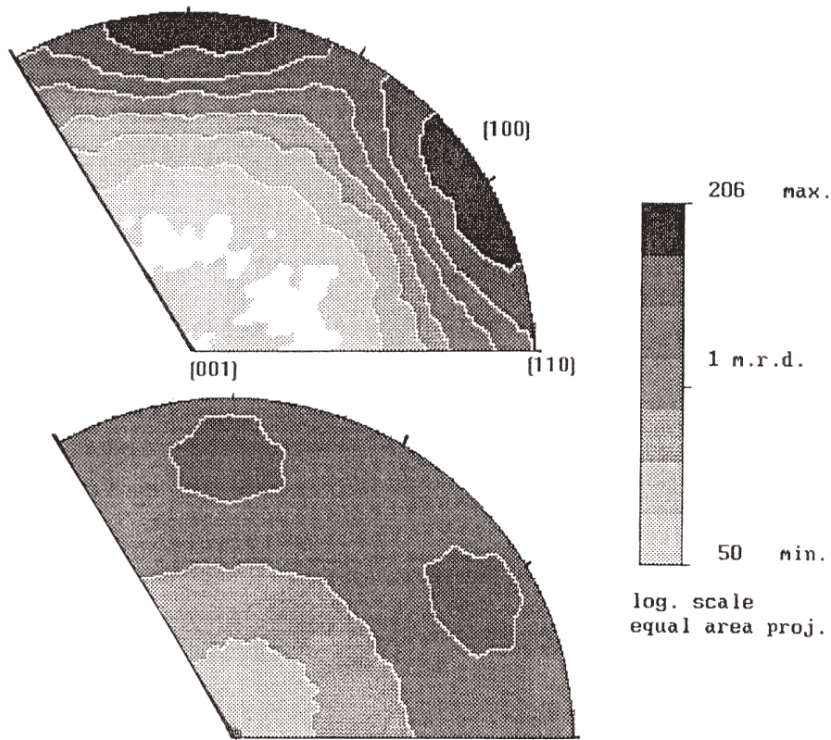 (100)
206 max.
1 m.r.d.
(001)
(110)
50 min.
log. scale
equal area proj.